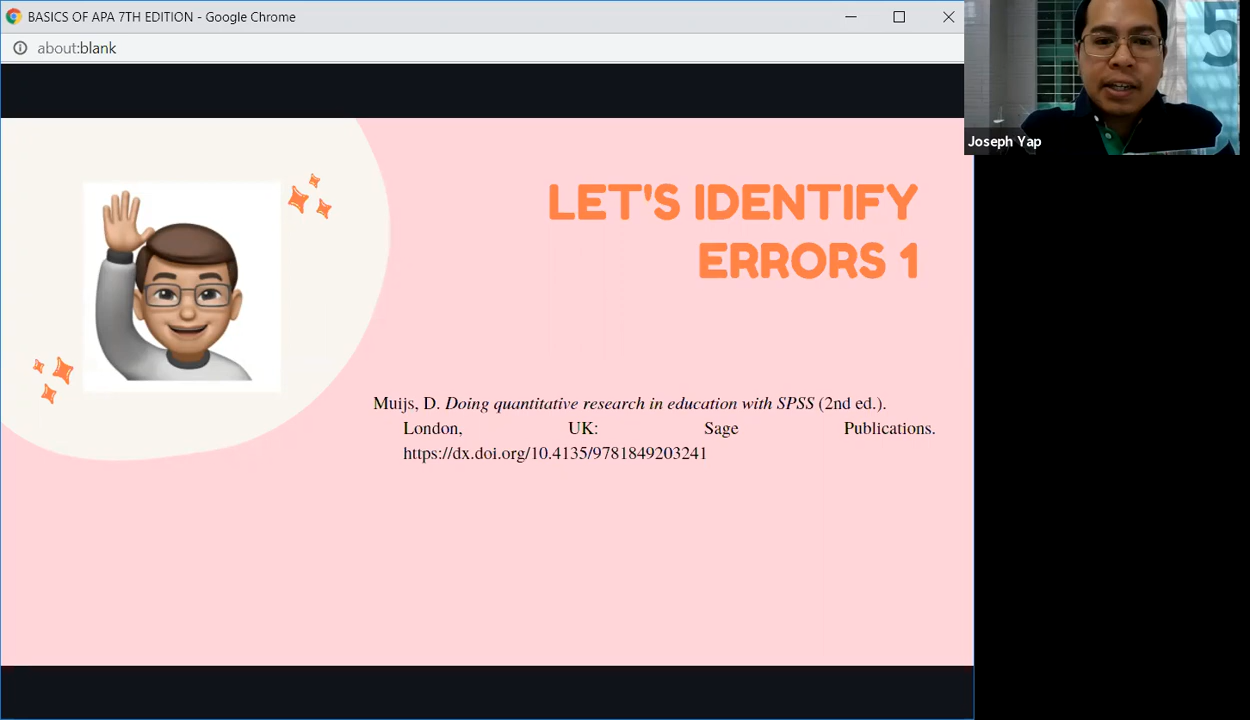 BASICS OF APA 7TH EDITION - Google Chrome
about:blank
5
Joseph Yap
LET'S IDENTIFY
ERRORS 1
Muijs, D. Doing quantitative research in education with SPSS (2nd ed.).
London, UK: Sage Publications.
https://dx.doi.org/10.4135/9781849203241